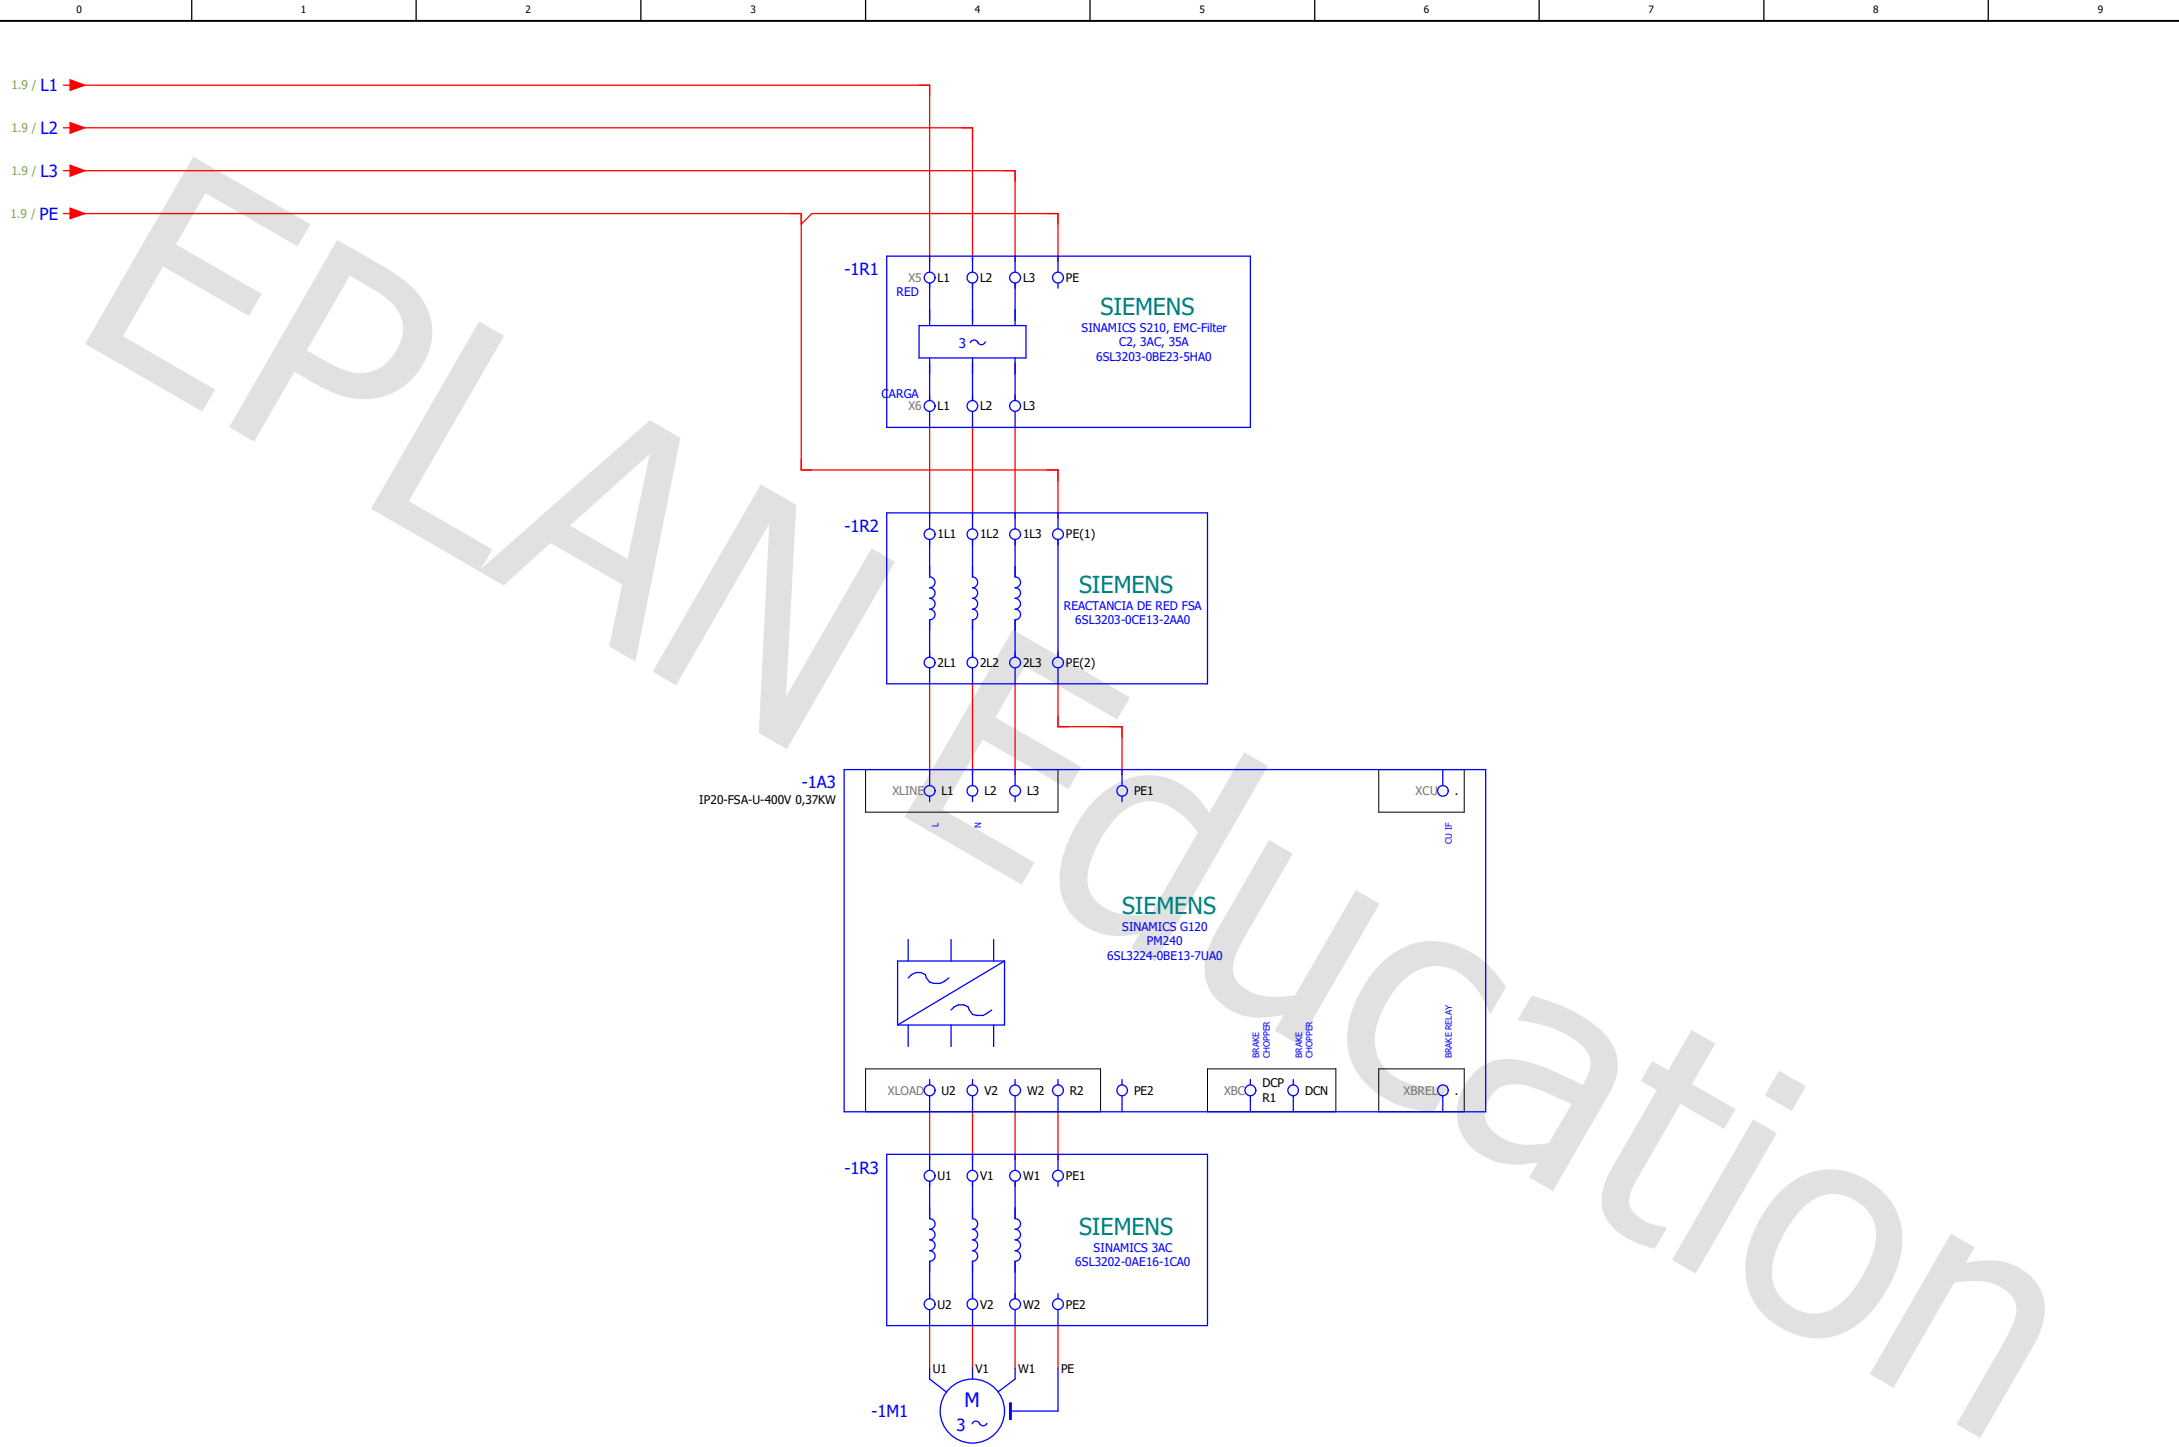 0 1 2 3 4 5 6 7 8 9
1.9 / L1
1.9 / L2
1.9 / L3
1.9 / PE
-1R1
X5 L1 L2 L3 PE
RED
SIEMENS
SINAMICS S210, EMC-Filter
C2, 3AC, 35A
6SL3203-0BE23-5HA0
3
CARGA
X6 L1 L2 L3
-1R2
1L1 1L2 1L3 PE(1)
SIEMENS
REACTANCIA DE RED FSA
6SL3203-0CE13-2AA0
2L1 2L2 2L3 PE(2)
-1A3
IP20-FSA-U-400V 0,37KW
XLINE L1 L2 L3 PE1 XCU .
L N CU IF
SIEMENS
SINAMICS G120
PM240
6SL3224-0BE13-7UA0
BRAKE
CHOPPER
BRAKE
CHOPPER
BRAKE RELAY
XLOAD U2 V2 W2 R2 PE2 XBC DCP
R1
DCN XBREL .
-1R3
U1 V1 W1 PE1
SIEMENS
SINAMICS 3AC
6SL3202-0AE16-1CA0
U2 V2 W2 PE2
U1 V1 W1 PE
-1M1
M
3
EPLAN Education